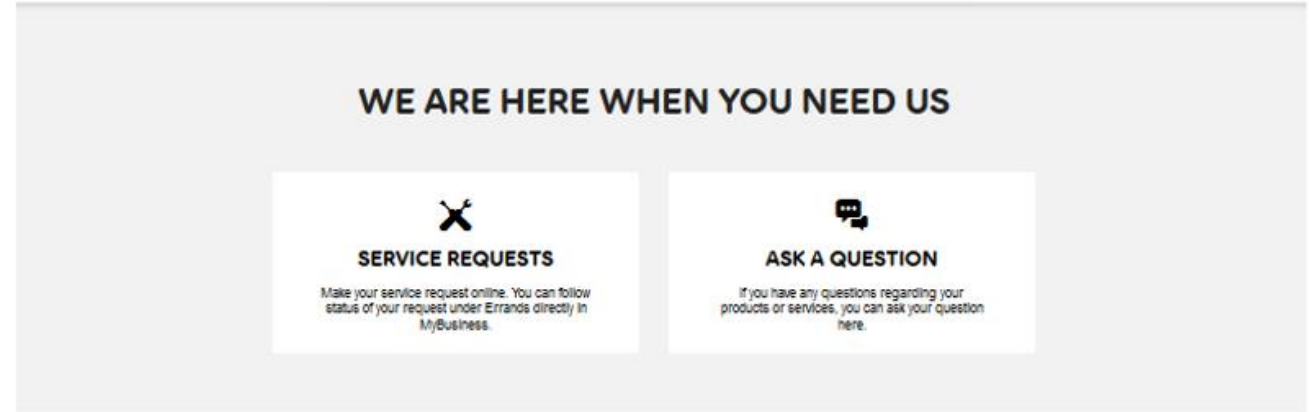 WE ARE HERE WHEN YOU NEED US
SERVICE REQUESTS
Make your service request online. You can follow
status of your request under Errands directly in
MyBusiness.
ASK A QUESTION
If you have any questions regarding your
products or services, you can ask your question
here.